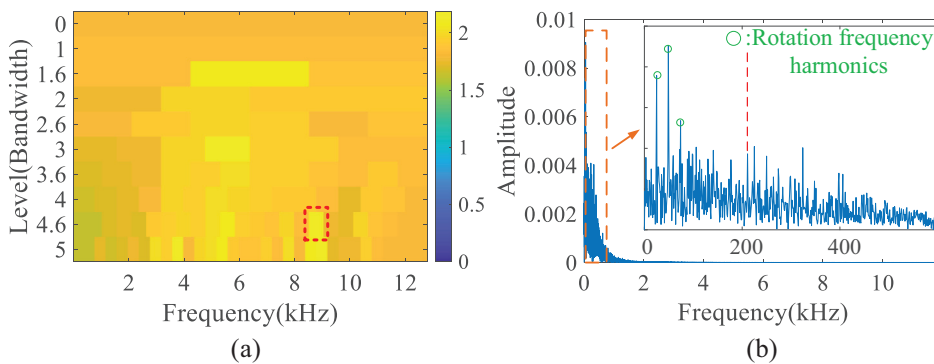 0
1
1.6
2
2.6
3
3.6
4
4.6
5
Level(Bandwidth)
2 4 6 8 10 12
Frequency(kHz)
2
1.5
1
0.5
0
(a)
0.01
0.008
0.006
0.004
0.002
0
Amplitude
:Rotation frequency
harmonics
0 200 400
0 2 4 6 8 10
Frequency(kHz)
(b)